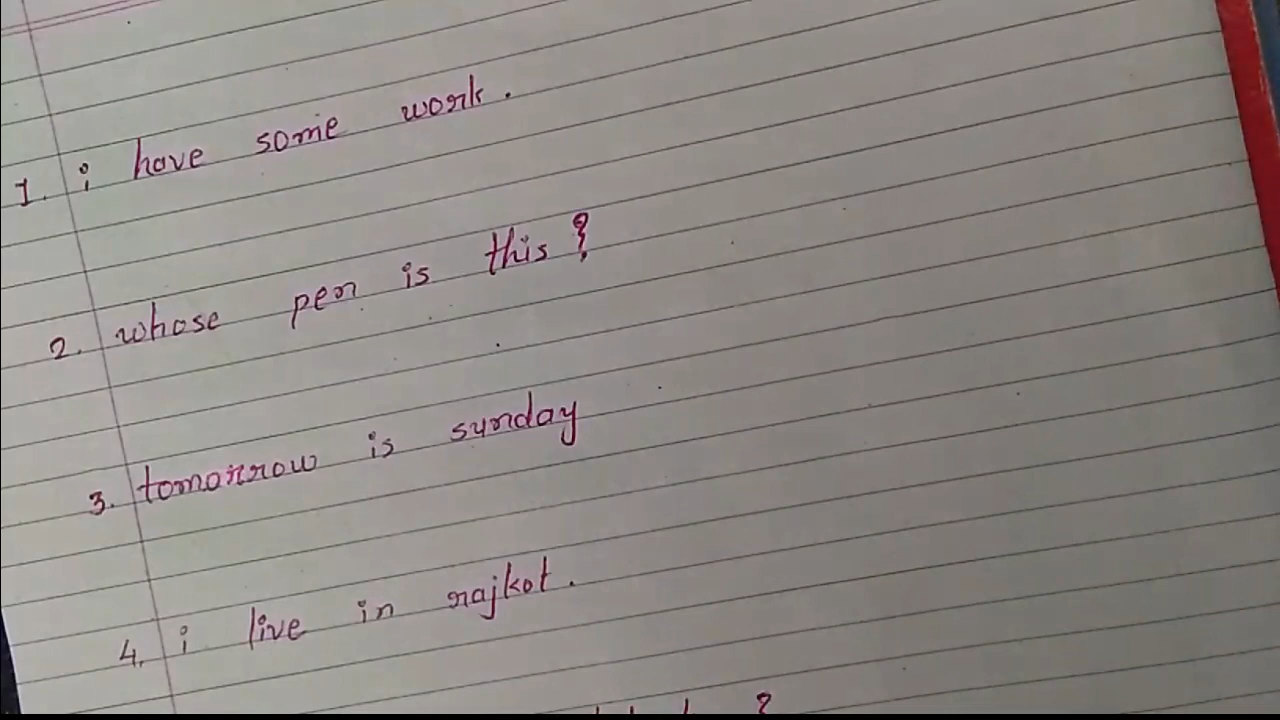 1. i have some work.
2. whose pen is this?
3. tomorrow is sunday
4. i live in rajkot.
?